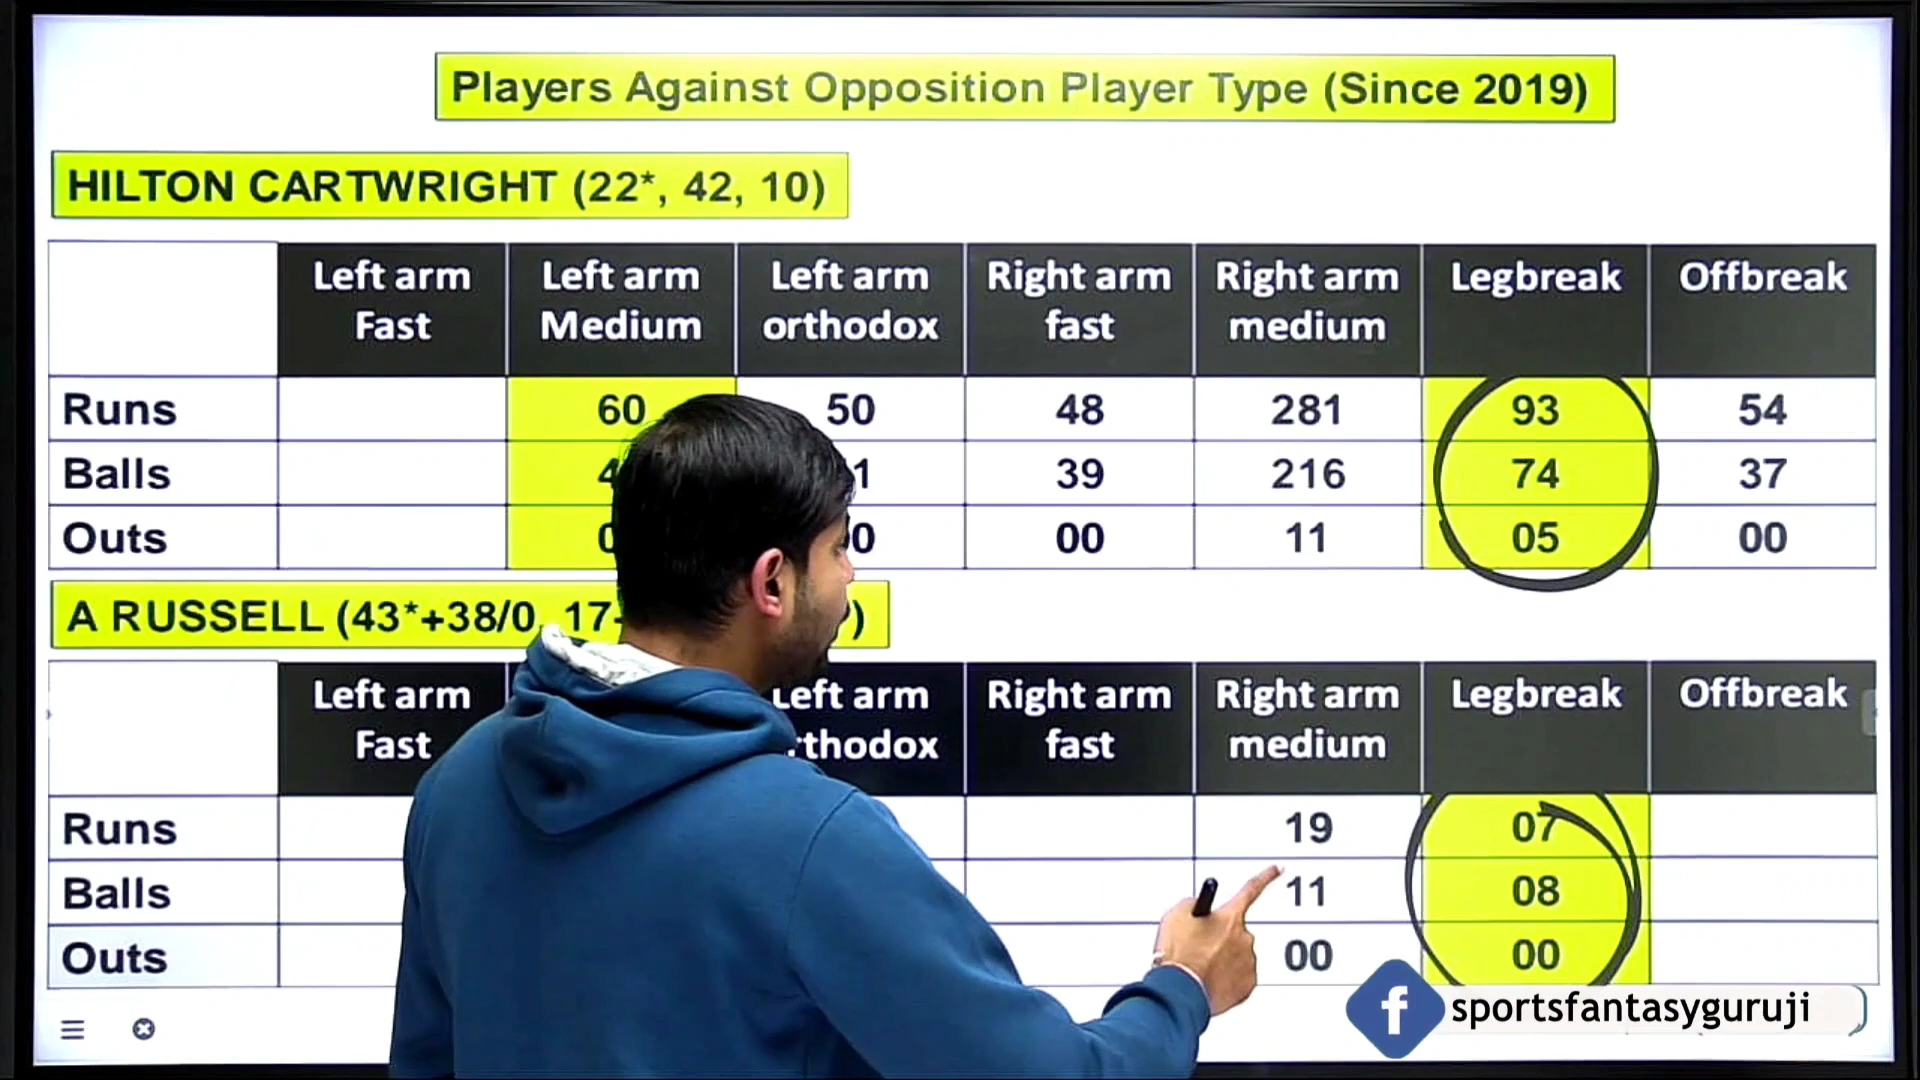 Players Against Opposition Player Type (Since 2019)
HILTON CARTWRIGHT (22*, 42, 10)
Left arm Fast Left arm Medium Left arm orthodox Right arm fast Right arm medium Legbreak Offbreak
Runs 60 50 48 281 93 54
Balls 39 216 74 37
Outs 00 11 05 00
A RUSSELL (43*+38/0, 17
Left arm Fast Left arm Right arm fast Right arm medium Legbreak Offbreak
Runs 19 07
Balls 11 08
Outs 00 00
f sportsfantasyguruji